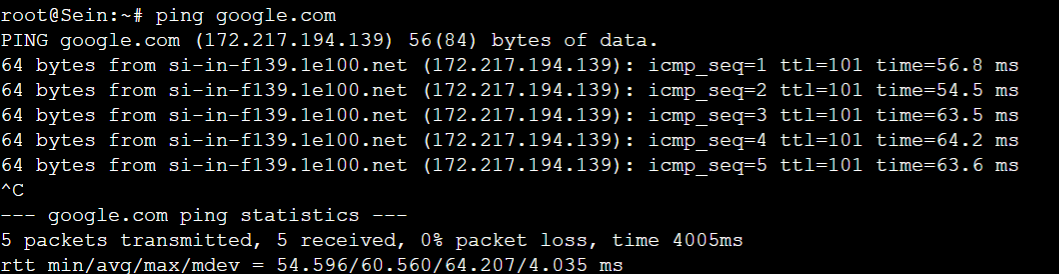 root@Sein:~# ping google.com
PING google.com (172.217.194.139) 56(84) bytes of data.
64 bytes from si-in-f139.1e100.net (172.217.194.139): icmp_seq=1 ttl=101 time=56.8 ms
64 bytes from si-in-f139.1e100.net (172.217.194.139): icmp_seq=2 ttl=101 time=54.5 ms
64 bytes from si-in-f139.1e100.net (172.217.194.139): icmp_seq=3 ttl=101 time=63.5 ms
64 bytes from si-in-f139.1e100.net (172.217.194.139): icmp_seq=4 ttl=101 time=64.2 ms
64 bytes from si-in-f139.1e100.net (172.217.194.139): icmp_seq=5 ttl=101 time=63.6 ms
^C
--- google.com ping statistics ---
5 packets transmitted, 5 received, 0% packet loss, time 4005ms
rtt min/avg/max/mdev = 54.596/60.560/64.207/4.035 ms